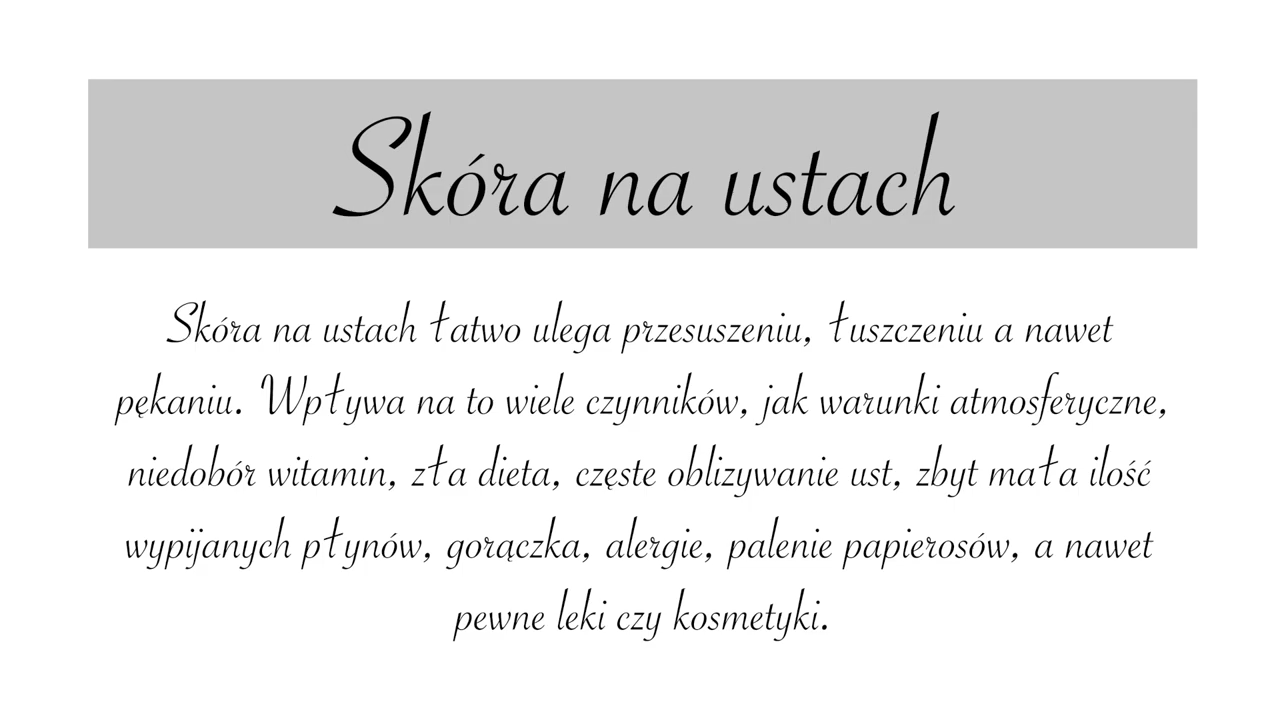 Skóra na ustach
Skóra na ustach łatwo ulega przesuszeniu, łuszczeniu a nawet
pękaniu. Wpływa na to wiele czynników, jak warunki atmosferyczne,
niedobór witamin, zła dieta, częste oblizywanie ust, zbyt mała ilość
wypijanych płynów, gorączka, alergie, palenie papierosów, a nawet
pewne leki czy kosmetyki.